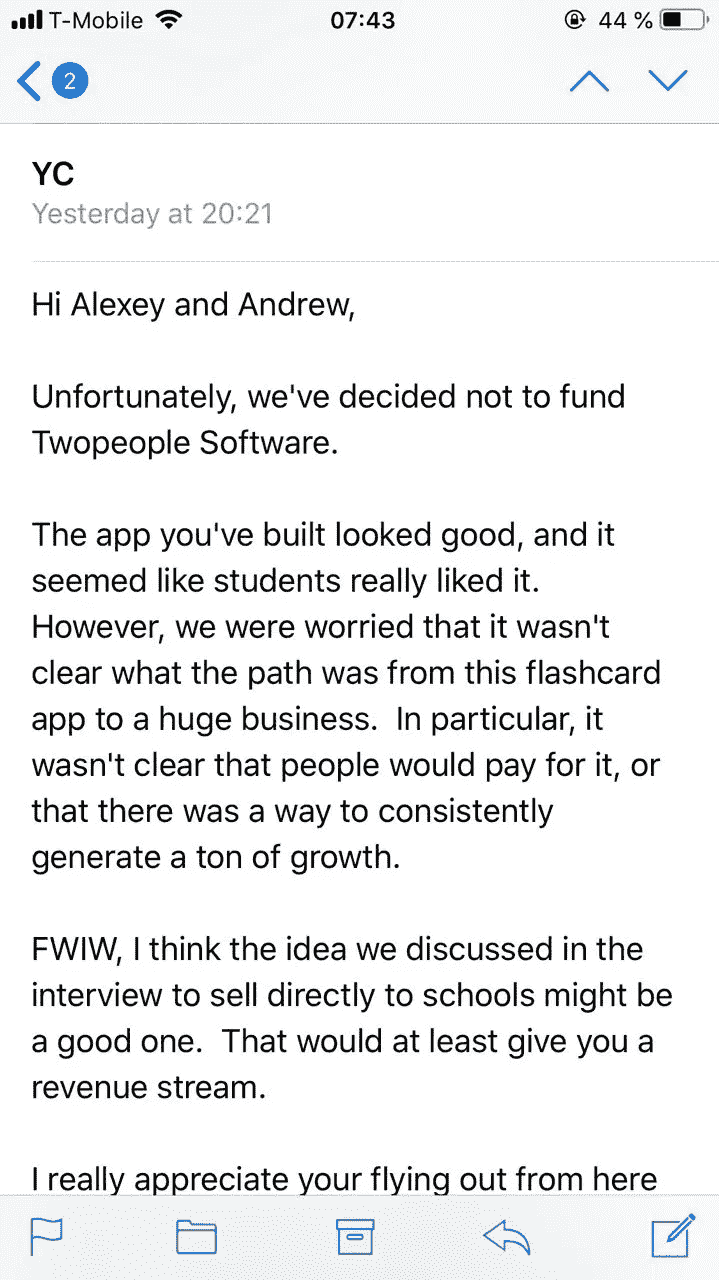 T-Mobile 07:43 44 %
2
YC
Yesterday at 20:21
Hi Alexey and Andrew,
Unfortunately, we've decided not to fund
Twopeople Software.
The app you've built looked good, and it
seemed like students really liked it.
However, we were worried that it wasn't
clear what the path was from this flashcard
app to a huge business.  In particular, it
wasn't clear that people would pay for it, or
that there was a way to consistently
generate a ton of growth.
FWIW, I think the idea we discussed in the
interview to sell directly to schools might be
a good one.  That would at least give you a
revenue stream.
I really appreciate your flying out from here